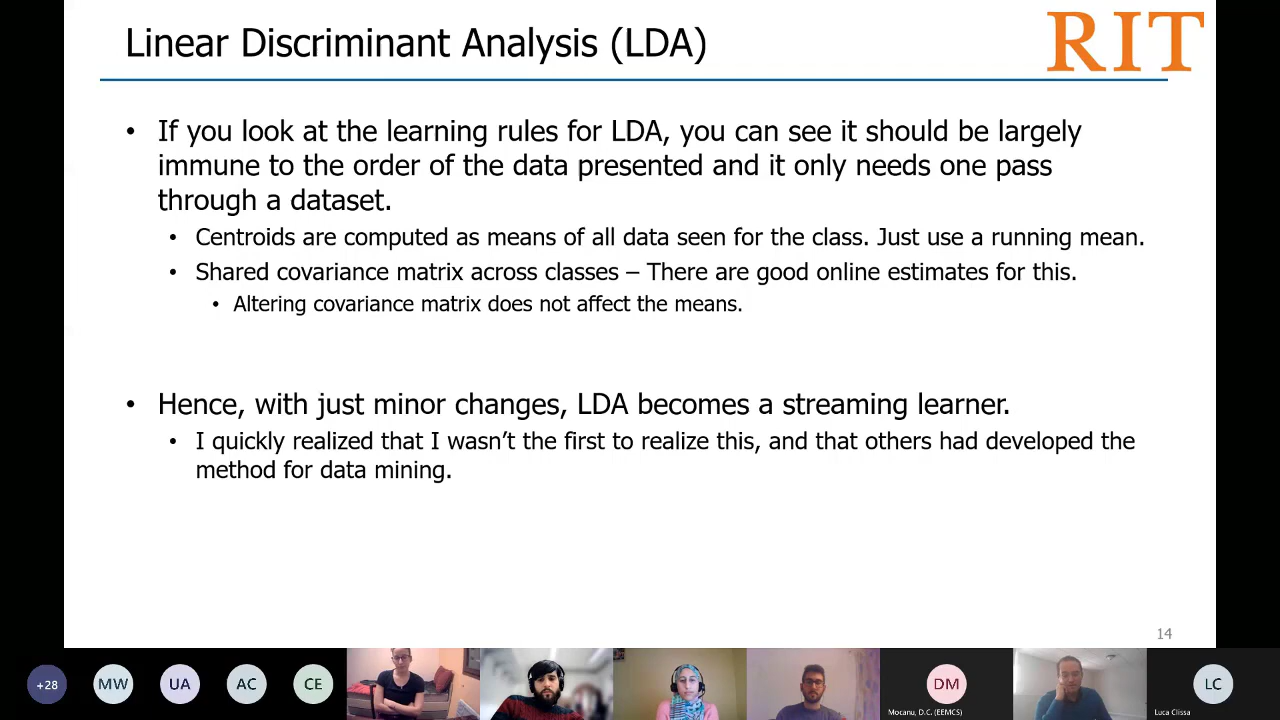 Linear Discriminant Analysis (LDA)
RIT
• If you look at the learning rules for LDA, you can see it should be largely
immune to the order of the data presented and it only needs one pass
through a dataset.
• Centroids are computed as means of all data seen for the class. Just use a running mean.
• Shared covariance matrix across classes – There are good online estimates for this.
• Altering covariance matrix does not affect the means.
• Hence, with just minor changes, LDA becomes a streaming learner.
• I quickly realized that I wasn't the first to realize this, and that others had developed the
method for data mining.
14
+28
MW
UA
AC
CE
DM
LC
Mocanu, D.C. (EEMCS)
Luca Clissa